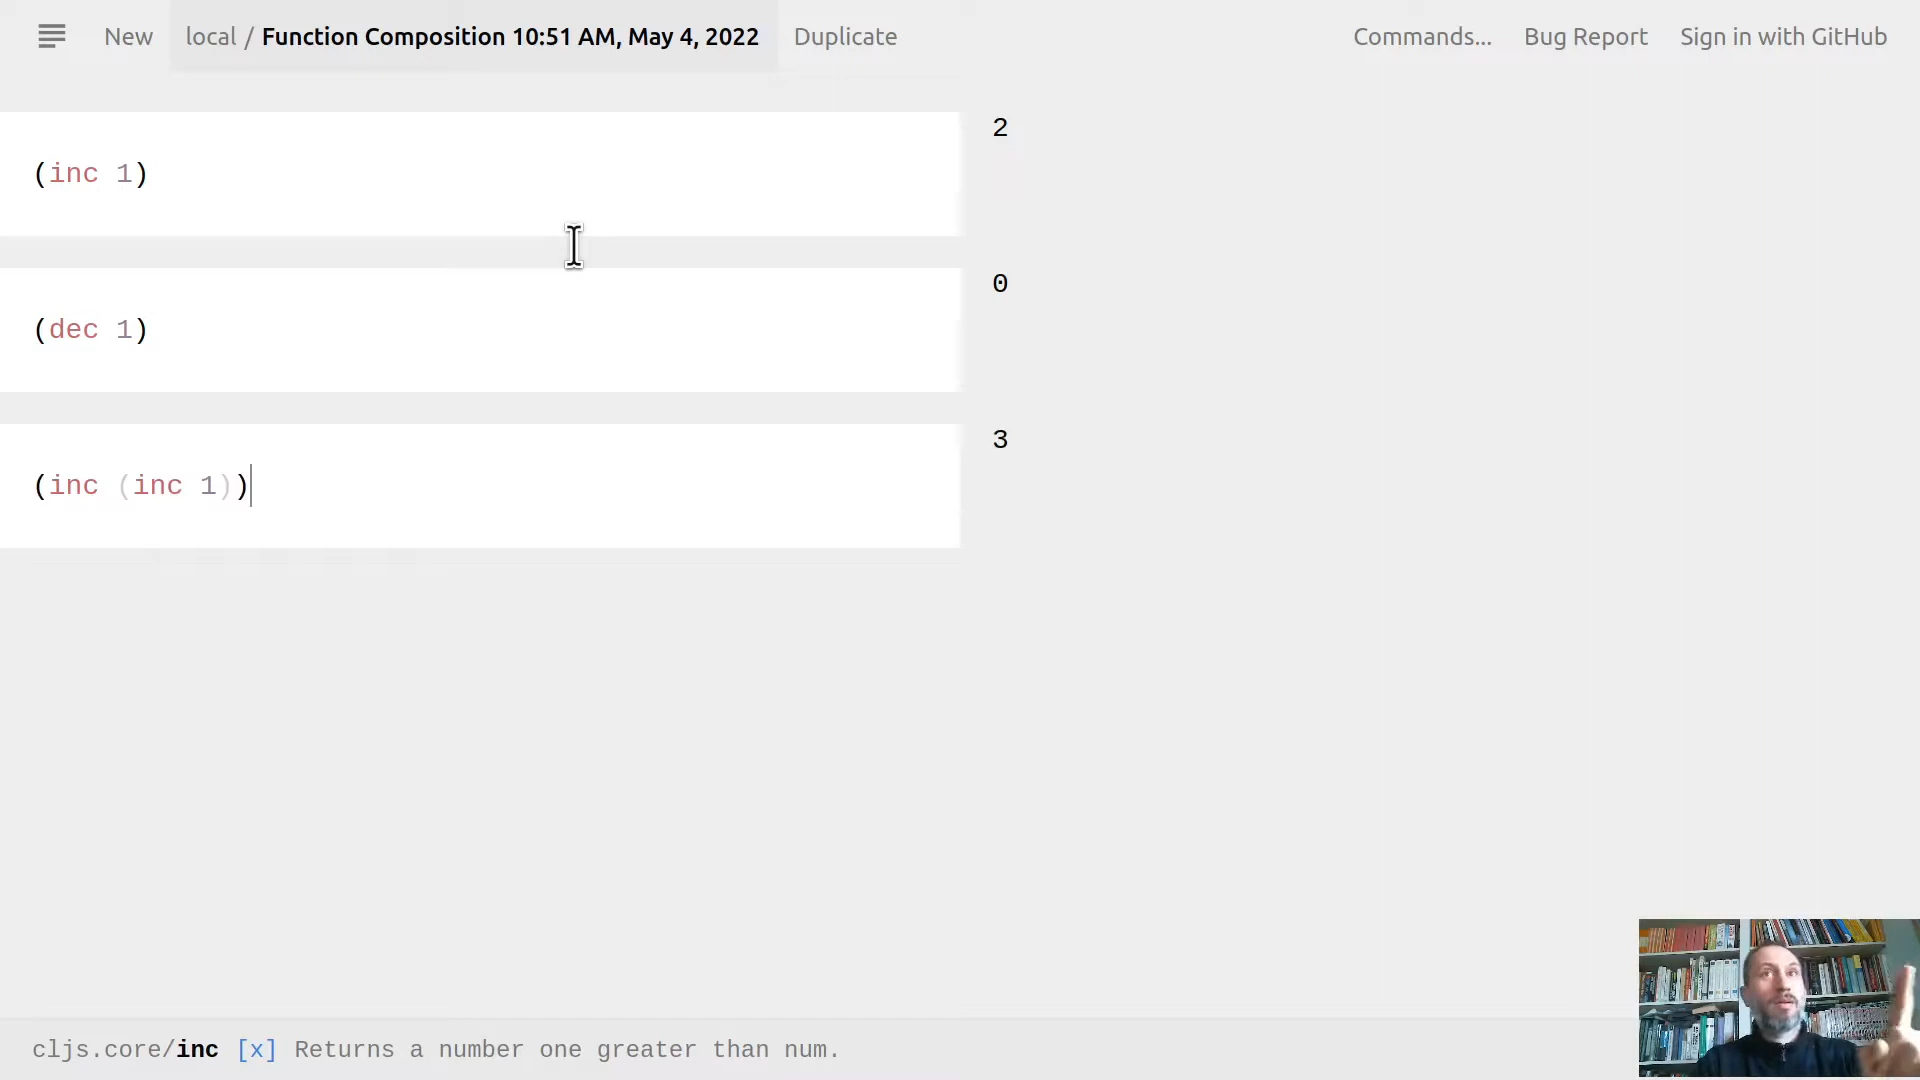 New local / Function Composition 10:51 AM, May 4, 2022 Duplicate Commands... Bug Report Sign in with GitHub
(inc 1)
2
(dec 1)
0
(inc (inc 1))
3
cljs.core/inc [x] Returns a number one greater than num.